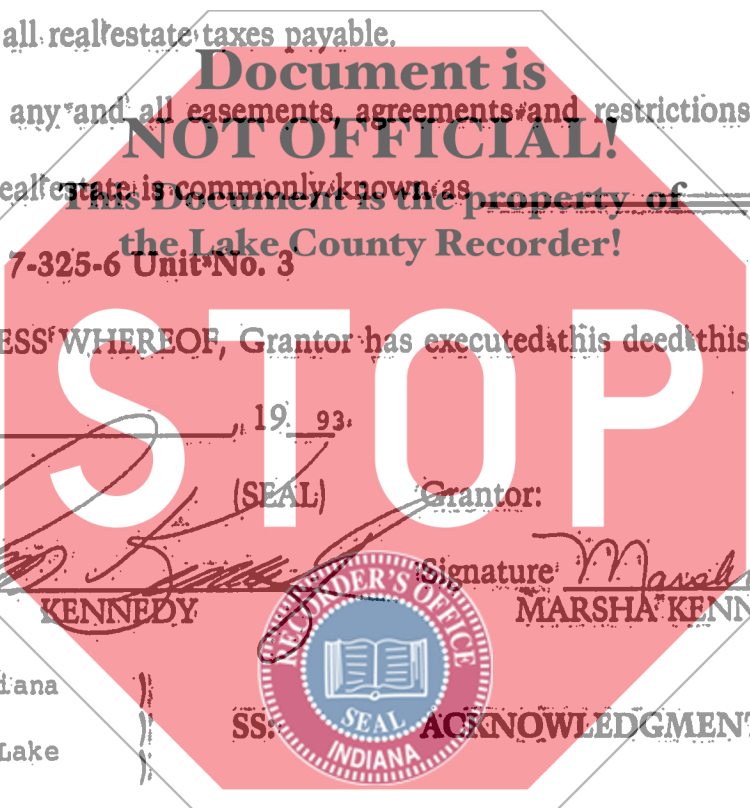 all real estate taxes payable.
Document is
any and all easements, agreements and restrictions
NOT OFFICIAL!
estate is commonly known as
This Document is the property of
the Lake County Recorder!
7-325-6 Unit No. 3
ESS WHEREOF, Grantor has executed this deed this
STOP
19 93.
(SEAL) Grantor:
Signature Marsh
KENNEDY MARSHA KENN
RECORDER'S OFFICE
SEAL
INDIANA
diana
SS: ACKNOWLEDGMENT
Lake